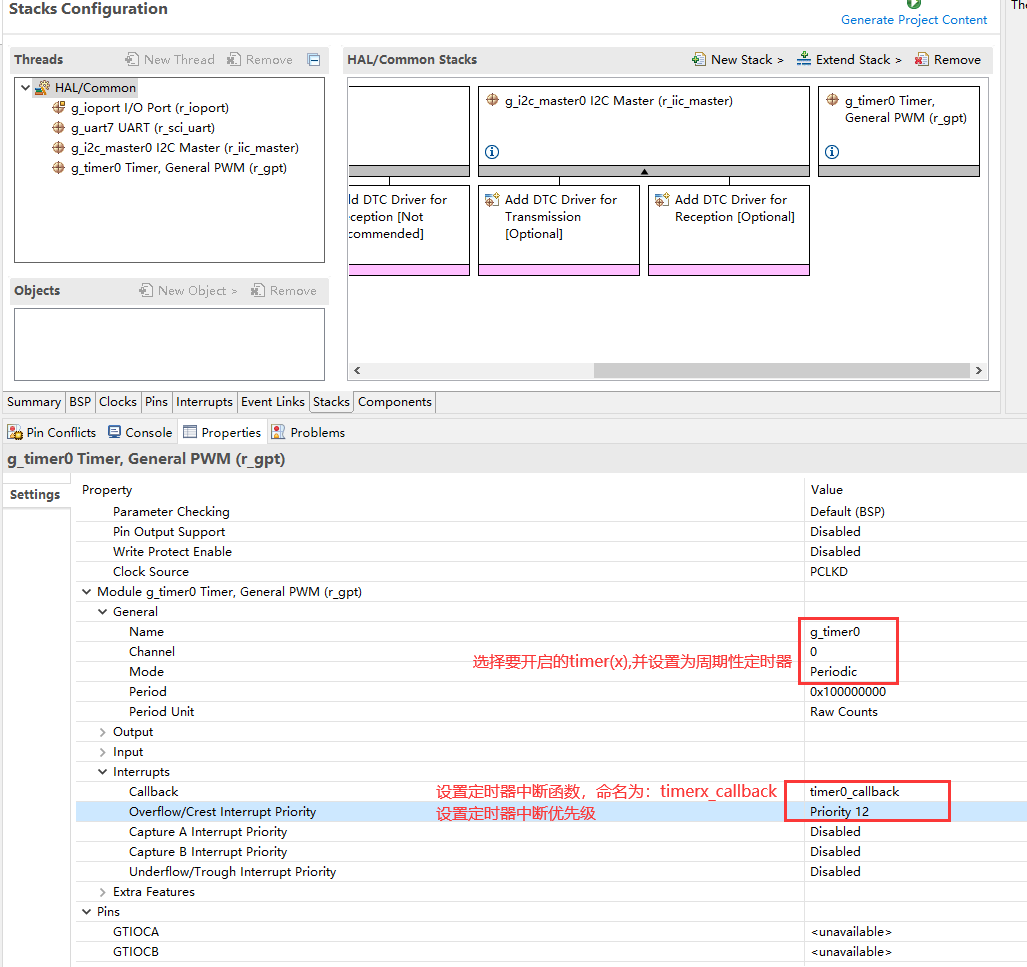 Stacks Configuration
Generate Project Content
Threads
New Thread
Remove
HAL/Common Stacks
New Stack >
Extend Stack >
Remove
HAL/Common
g_ioport I/O Port (r_ioport)
g_uart7 UART (r_sci_uart)
g_i2c_master0 I2C Master (r_iic_master)
g_timer0 Timer, General PWM (r_gpt)
g_i2c_master0 I2C Master (r_iic_master)
g_timer0 Timer,
General PWM (r_gpt)
ld DTC Driver for
ception [Not
commended]
Add DTC Driver for
Transmission
[Optional]
Add DTC Driver for
Reception [Optional]
Objects
New Object >
Remove
Summary BSP Clocks Pins Interrupts Event Links Stacks Components
Pin Conflicts Console Properties Problems
g_timer0 Timer, General PWM (r_gpt)
Settings
Property Value
Parameter Checking Default (BSP)
Pin Output Support Disabled
Write Protect Enable Disabled
Clock Source PCLKD
Module g_timer0 Timer, General PWM (r_gpt)
General
Name g_timer0
Channel 0
选择要开启的timer(x),并设置为周期性定时器
Mode Periodic
Period 0x100000000
Period Unit Raw Counts
Output
Input
Interrupts
Callback 设置定时器中断函数，命名为：timerx_callback timer0_callback
Overflow/Crest Interrupt Priority 设置定时器中断优先级 Priority 12
Capture A Interrupt Priority Disabled
Capture B Interrupt Priority Disabled
Underflow/Trough Interrupt Priority Disabled
Extra Features
Pins
GTIOCA <unavailable>
GTIOCB <unavailable>